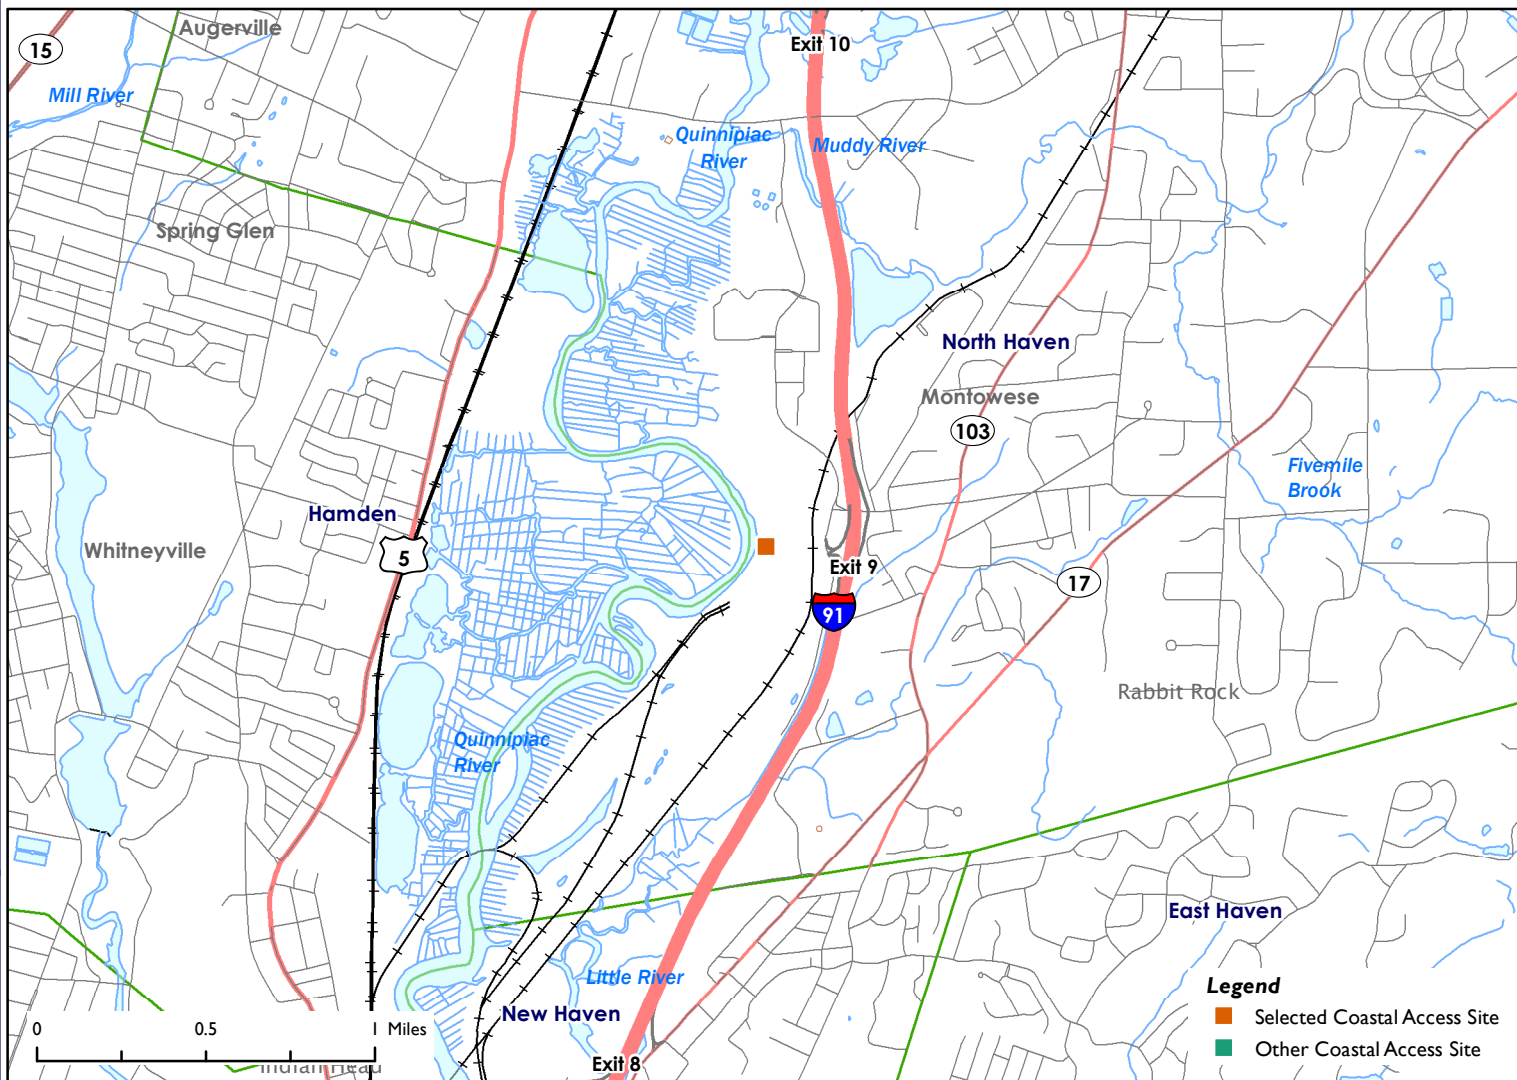 Augerville
15
Exit 10
Mill River
Quinnipiac
River
Muddy River
Spring Glen
North Haven
Montowese
103
Fivemile
Brook
Hamden
Whitneyville
5
Exit 9
17
91
Rabbit Rock
Quinnipiac
River
East Haven
Little River
New Haven
Legend
Selected Coastal Access Site
Other Coastal Access Site
0 0.5 1 Miles
Exit 8
Indian Head